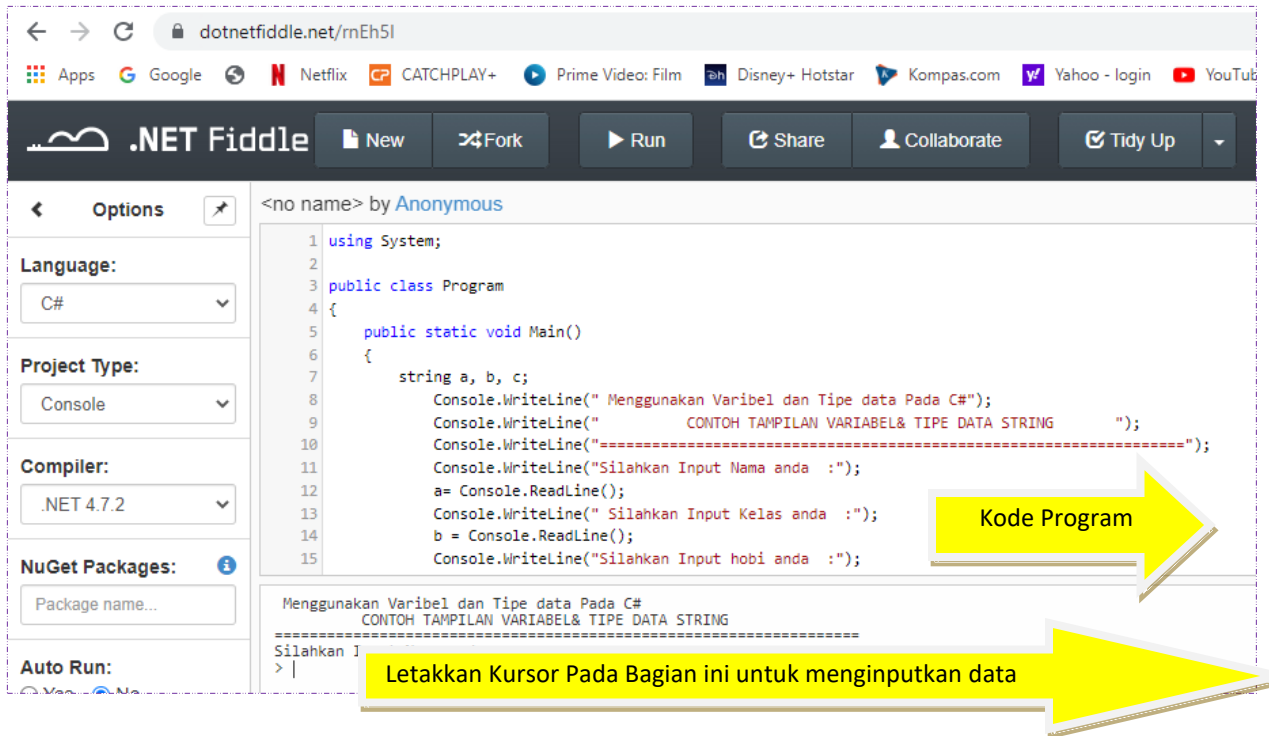 dotnetfiddle.net/rnEh5I
Apps Google Netflix CATCHPLAY+ Prime Video: Film Disney+ Hotstar Kompas.com Yahoo - login YouTub
.NET Fiddle New Fork Run Share Collaborate Tidy Up
Options
<no name> by Anonymous
Language:
C#
Project Type:
Console
Compiler:
.NET 4.7.2
NuGet Packages:
Package name...
Auto Run:
Yes No
1 using System;
2
3 public class Program
4 {
5 public static void Main()
6 {
7 string a, b, c;
8 Console.WriteLine(" Menggunakan Varibel dan Tipe data Pada C#");
9 Console.WriteLine("          CONTOH TAMPILAN VARIABEL& TIPE DATA STRING       ");
10 Console.WriteLine("===================================================================");
11 Console.WriteLine("Silahkan Input Nama anda  :");
12 a= Console.ReadLine();
13 Console.WriteLine(" Silahkan Input Kelas anda  :");
14 b = Console.ReadLine();
15 Console.WriteLine("Silahkan Input hobi anda  :");
Kode Program
Menggunakan Varibel dan Tipe data Pada C#
CONTOH TAMPILAN VARIABEL& TIPE DATA STRING
===================================================================
Silahkan
>
Letakkan Kursor Pada Bagian ini untuk menginputkan data